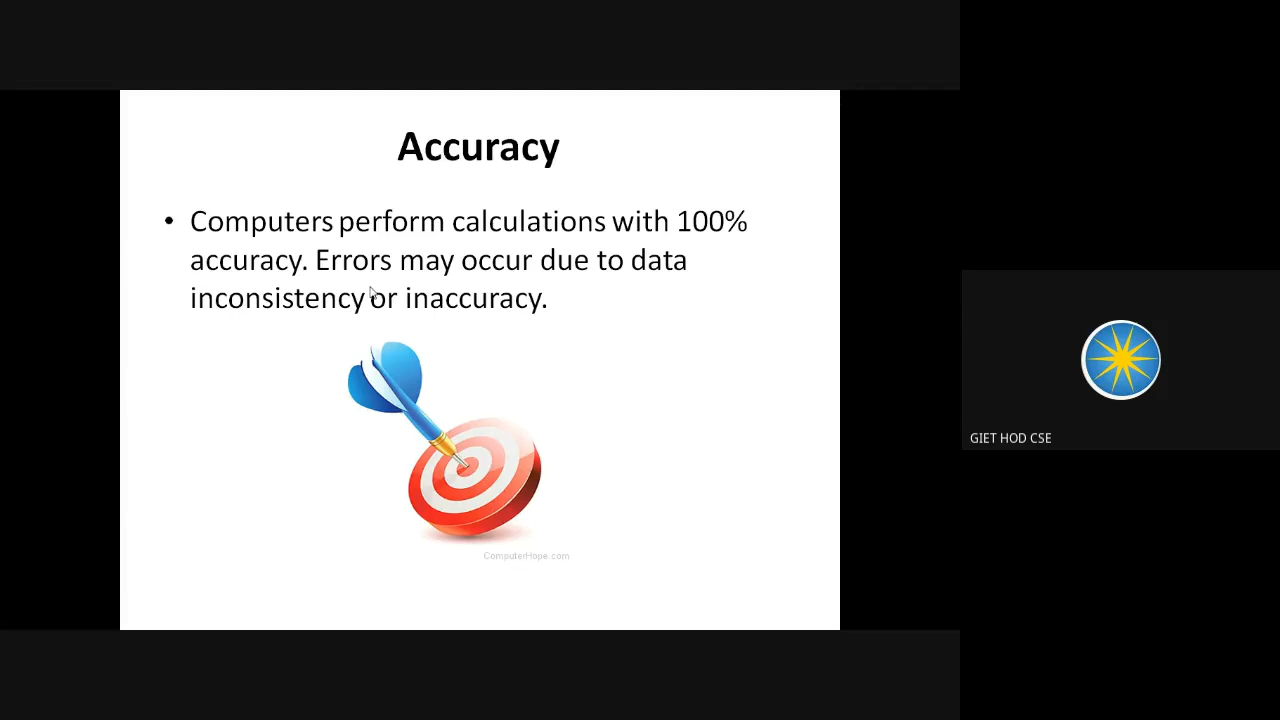 Accuracy
• Computers perform calculations with 100%
accuracy. Errors may occur due to data
inconsistency or inaccuracy.
ComputerHope.com
GIET HOD CSE